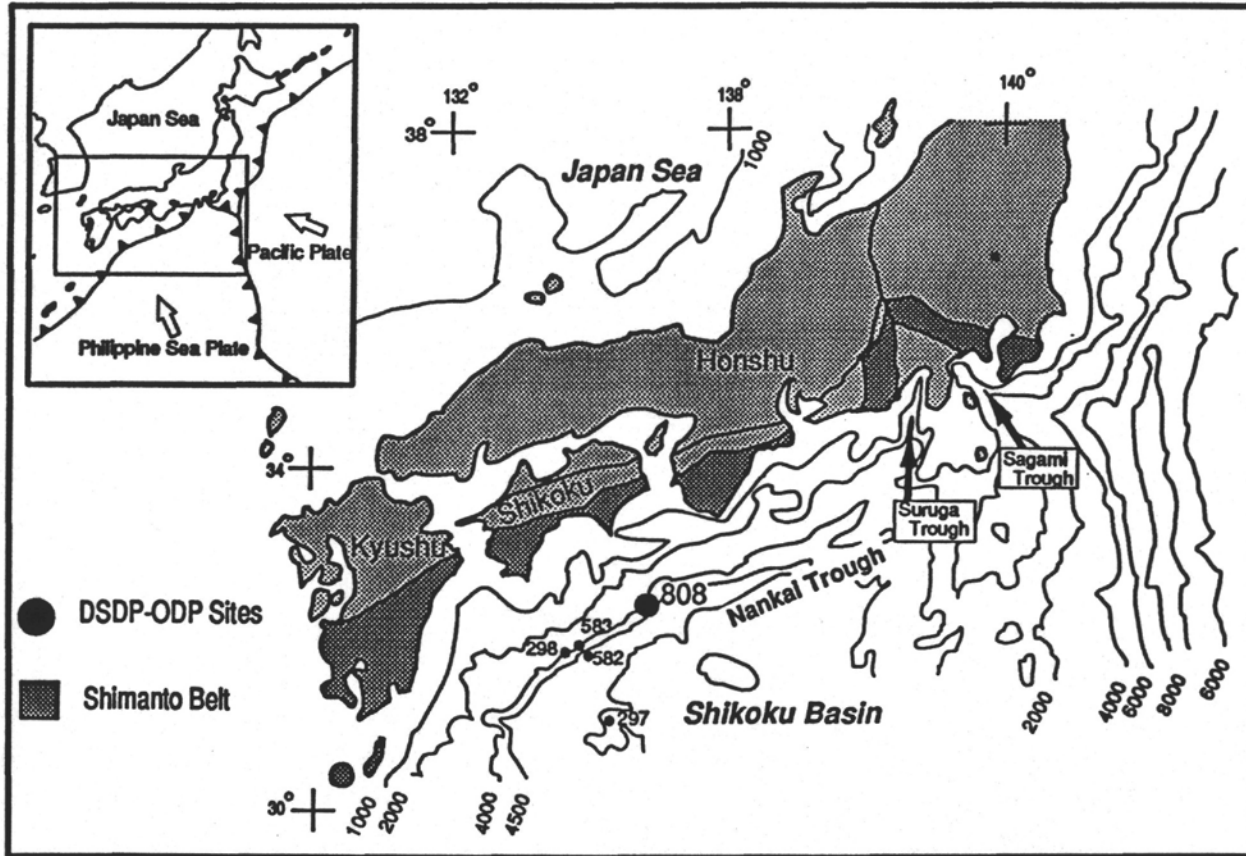 Japan Sea
Pacific Plate
Philippine Sea Plate
132°
138°
140°
38°
1000
Japan Sea
Honshu
34°
Shikoku
Kyushu
Sagami
Trough
Suruga
Trough
Nankai Trough
808
583
298
582
297
Shikoku Basin
DSDP-ODP Sites
Shimanto Belt
30°
1000
2000
4000
4500
2000
4000
6000
8000
6000